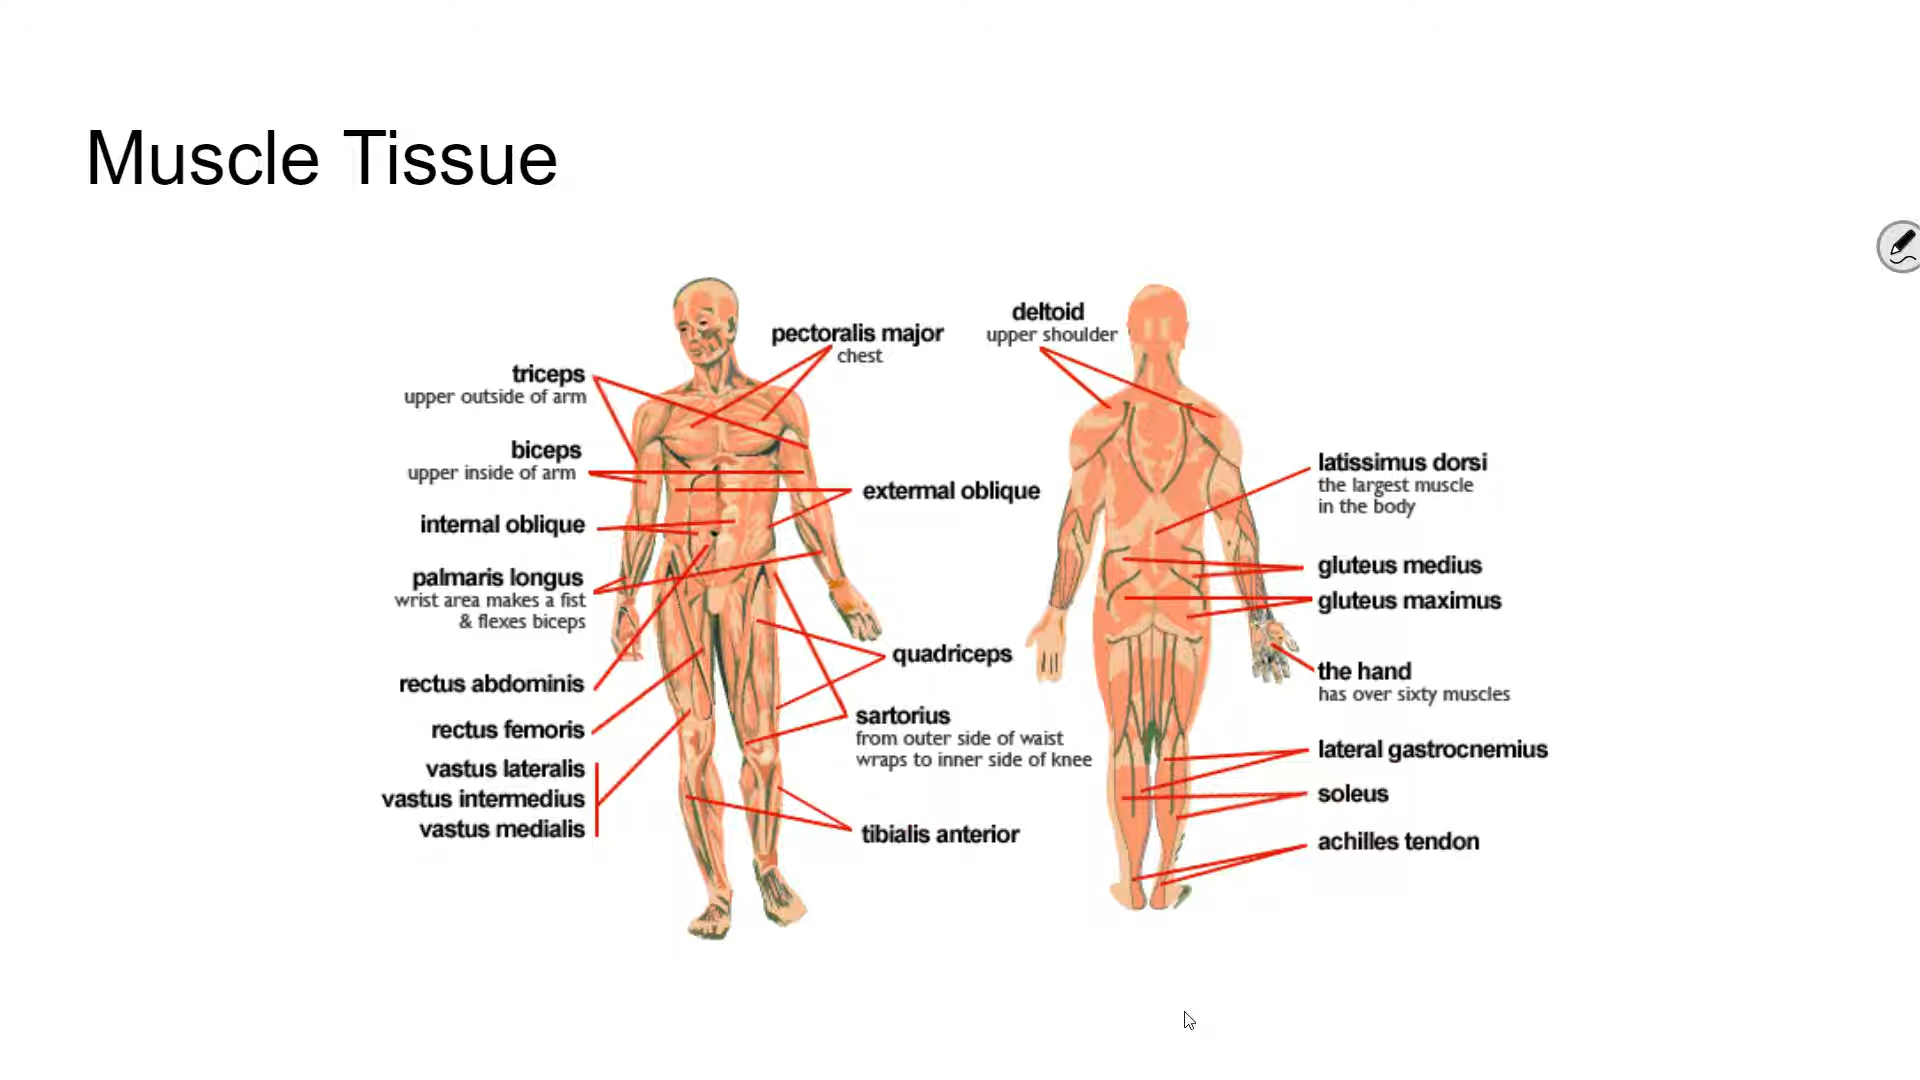 Muscle Tissue
triceps
upper outside of arm
biceps
upper inside of arm
internal oblique
palmaris longus
wrist area makes a fist
& flexes biceps
rectus abdominis
rectus femoris
vastus lateralis
vastus intermedius
vastus medialis
pectoralis major
chest
extermal oblique
quadriceps
sartorius
from outer side of waist
wraps to inner side of knee
tibialis anterior
deltoid
upper shoulder
latissimus dorsi
the largest muscle
in the body
gluteus medius
gluteus maximus
the hand
has over sixty muscles
lateral gastrocnemius
soleus
achilles tendon